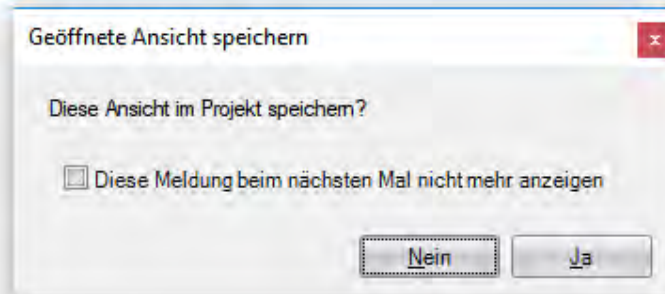 Geöffnete Ansicht speichern
Diese Ansicht im Projekt speichern?
Diese Meldung beim nächsten Mal nicht mehr anzeigen
Nein Ja